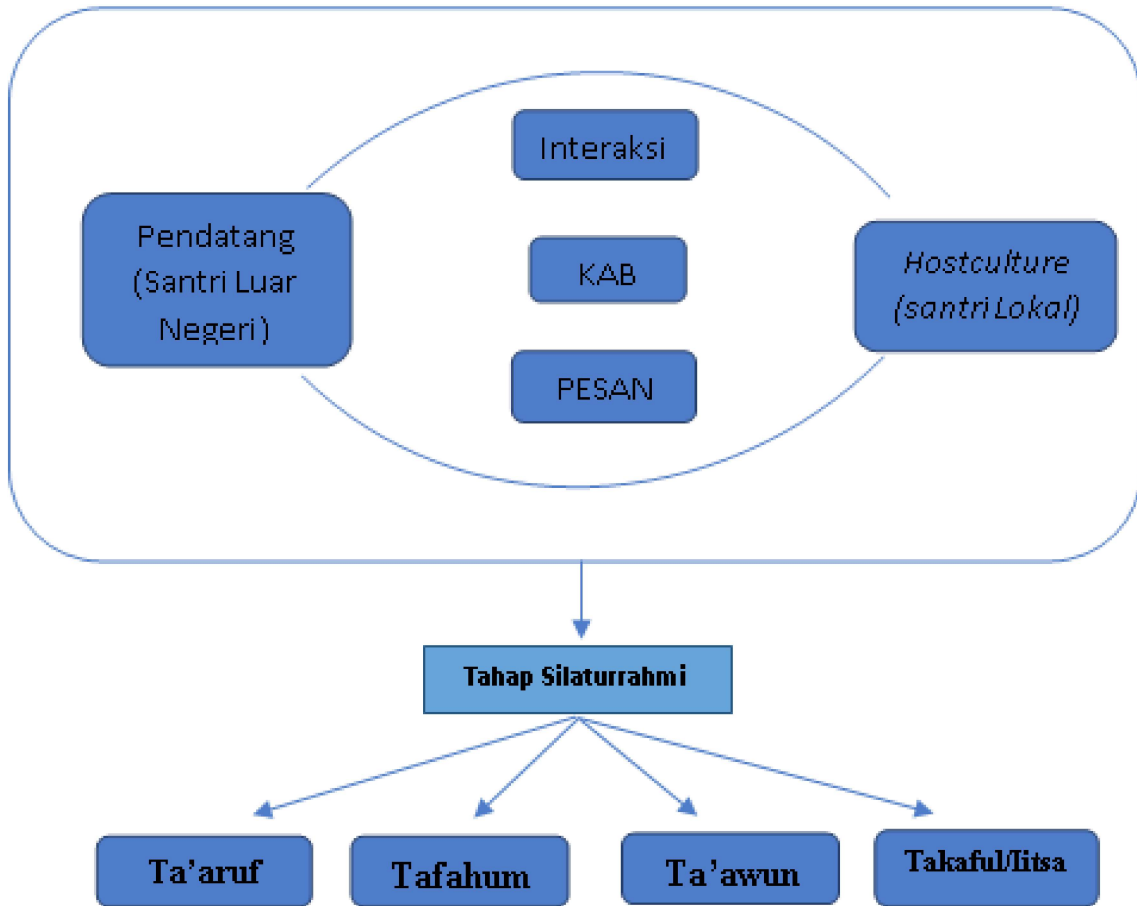 Interaksi
Pendatang
(Santri Luar
Negeri)
KAB
Hostculture
(santri Lokal)
PESAN
Tahap Silaturrahmi
Ta'aruf
Tafahum
Ta'awun
Takaful/Iitsa